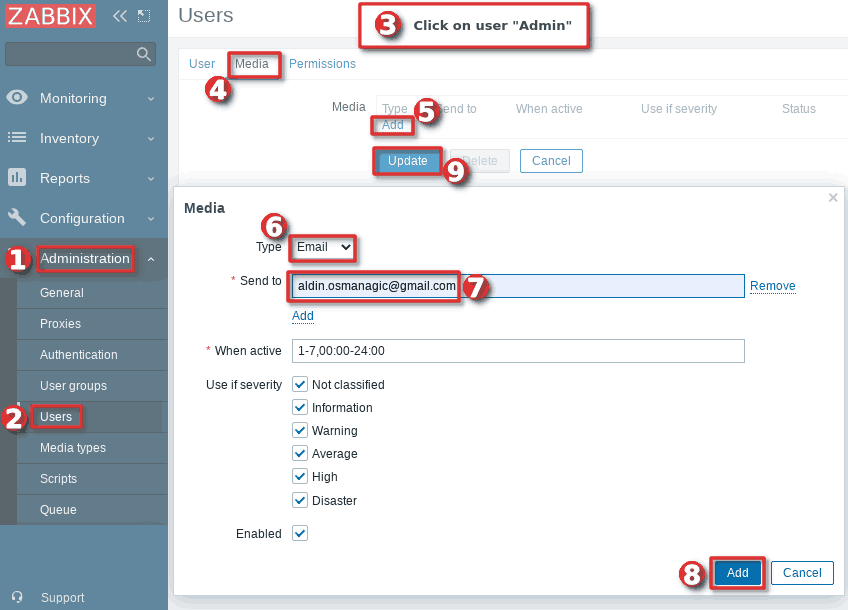 ZABBIX
Monitoring
Inventory
Reports
Configuration
1 Administration
General
Proxies
Authentication
User groups
2 Users
Media types
Scripts
Queue
Support
Users
3 Click on user "Admin"
User Media Permissions
4
Media Type 5 end to When active Use if severity Status
Add
Update Delete Cancel
9
Media
6
Type Email
* Send to aldin.osmanagic@gmail.com 7 Remove
Add
* When active 1-7,00:00-24:00
Use if severity Not classified
Information
Warning
Average
High
Disaster
Enabled
8 Add Cancel